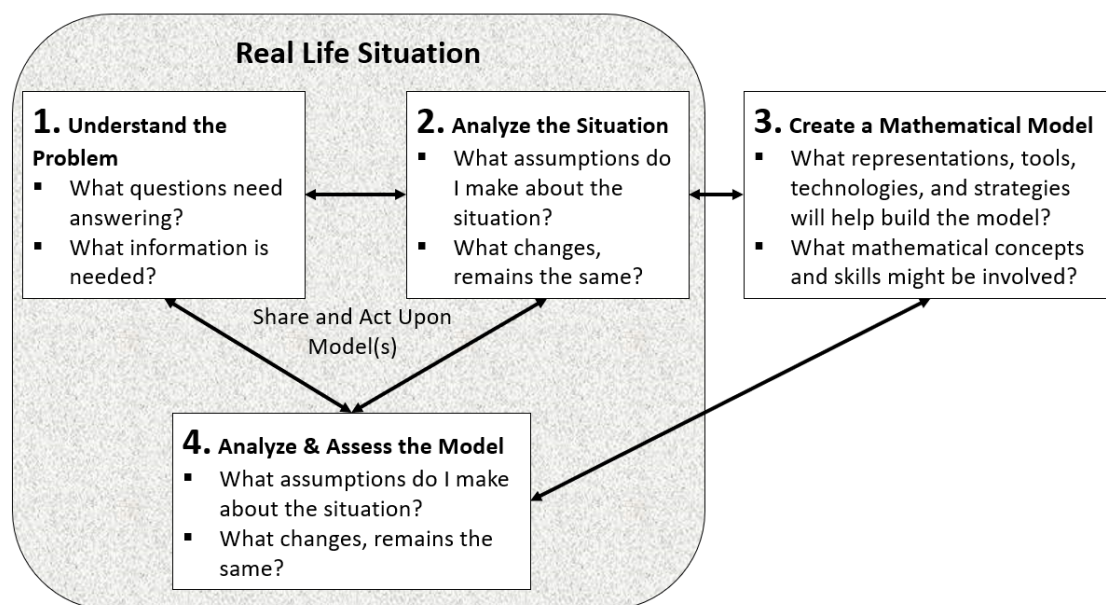 Real Life Situation
1. Understand the
Problem
▪ What questions need
answering?
▪ What information is
needed?
2. Analyze the Situation
▪ What assumptions do
I make about the
situation?
▪ What changes,
remains the same?
3. Create a Mathematical Model
▪ What representations, tools,
technologies, and strategies
will help build the model?
▪ What mathematical concepts
and skills might be involved?
Share and Act Upon
Model(s)
4. Analyze & Assess the Model
▪ What assumptions do I make
about the situation?
▪ What changes, remains the
same?